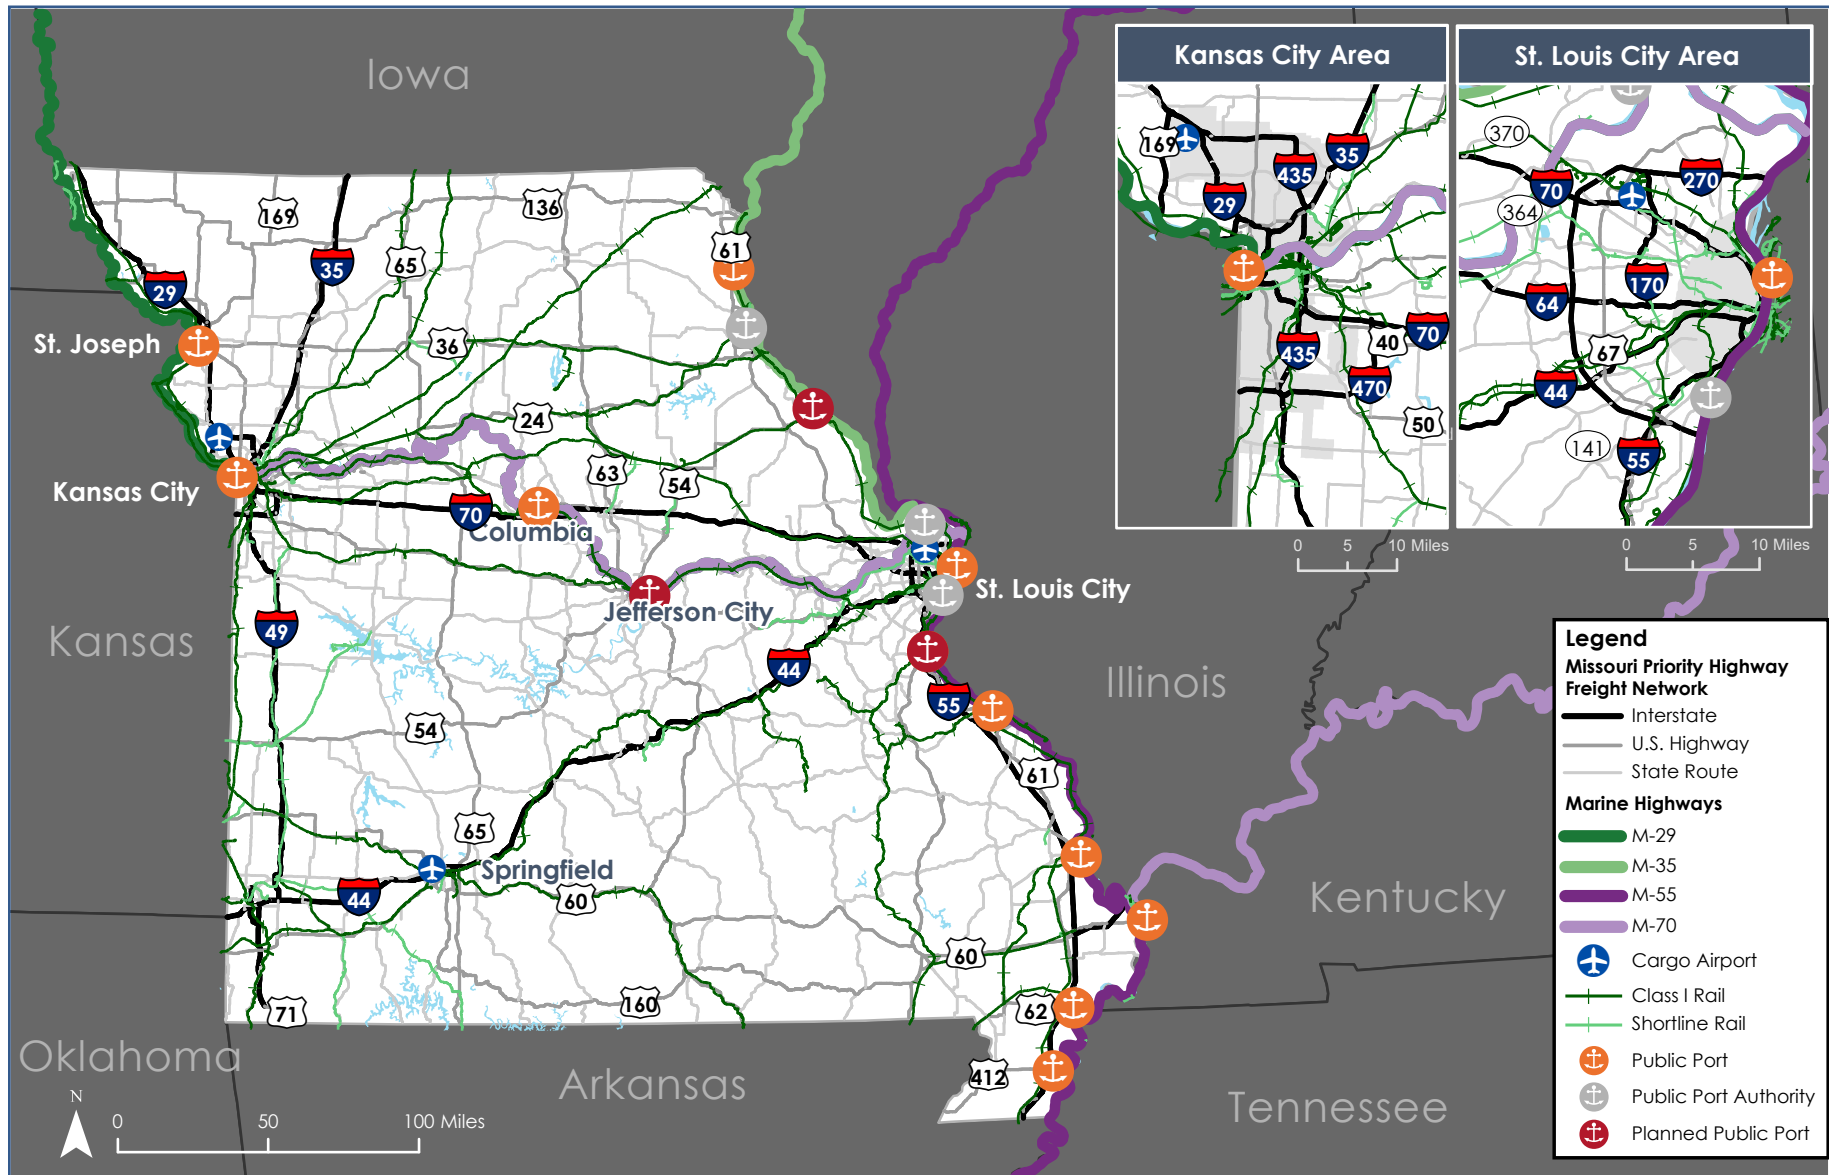 Iowa
Kansas City Area
St. Louis City Area
169
35
435
29
70
40
435
470
50
0 5 10 Miles
370
70
270
364
64
170
67
44
141
55
0 5 10 Miles
169
136
61
35
65
29
St. Joseph
36
24
63
54
Kansas City
70
Columbia
St. Louis City
Jefferson City
Kansas
49
44
Illinois
55
54
61
65
Springfield
44
60
Kentucky
60
71
160
62
Oklahoma
Arkansas
412
Tennessee
N
0 50 100 Miles
Legend
Missouri Priority Highway
Freight Network
Interstate
U.S. Highway
State Route
Marine Highways
M-29
M-35
M-55
M-70
Cargo Airport
Class I Rail
Shortline Rail
Public Port
Public Port Authority
Planned Public Port